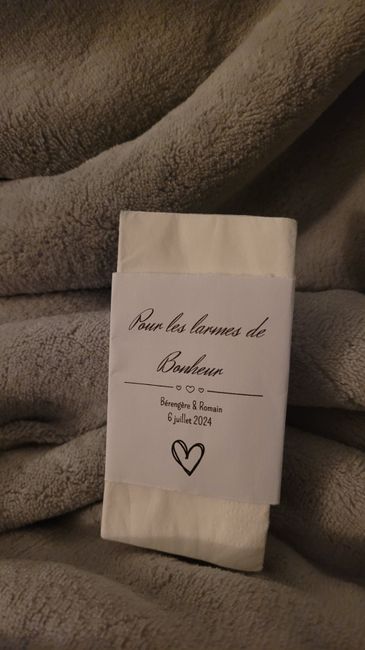 Pour les larmes de
Bonheur
Bérengère & Romain
6 juillet 2024